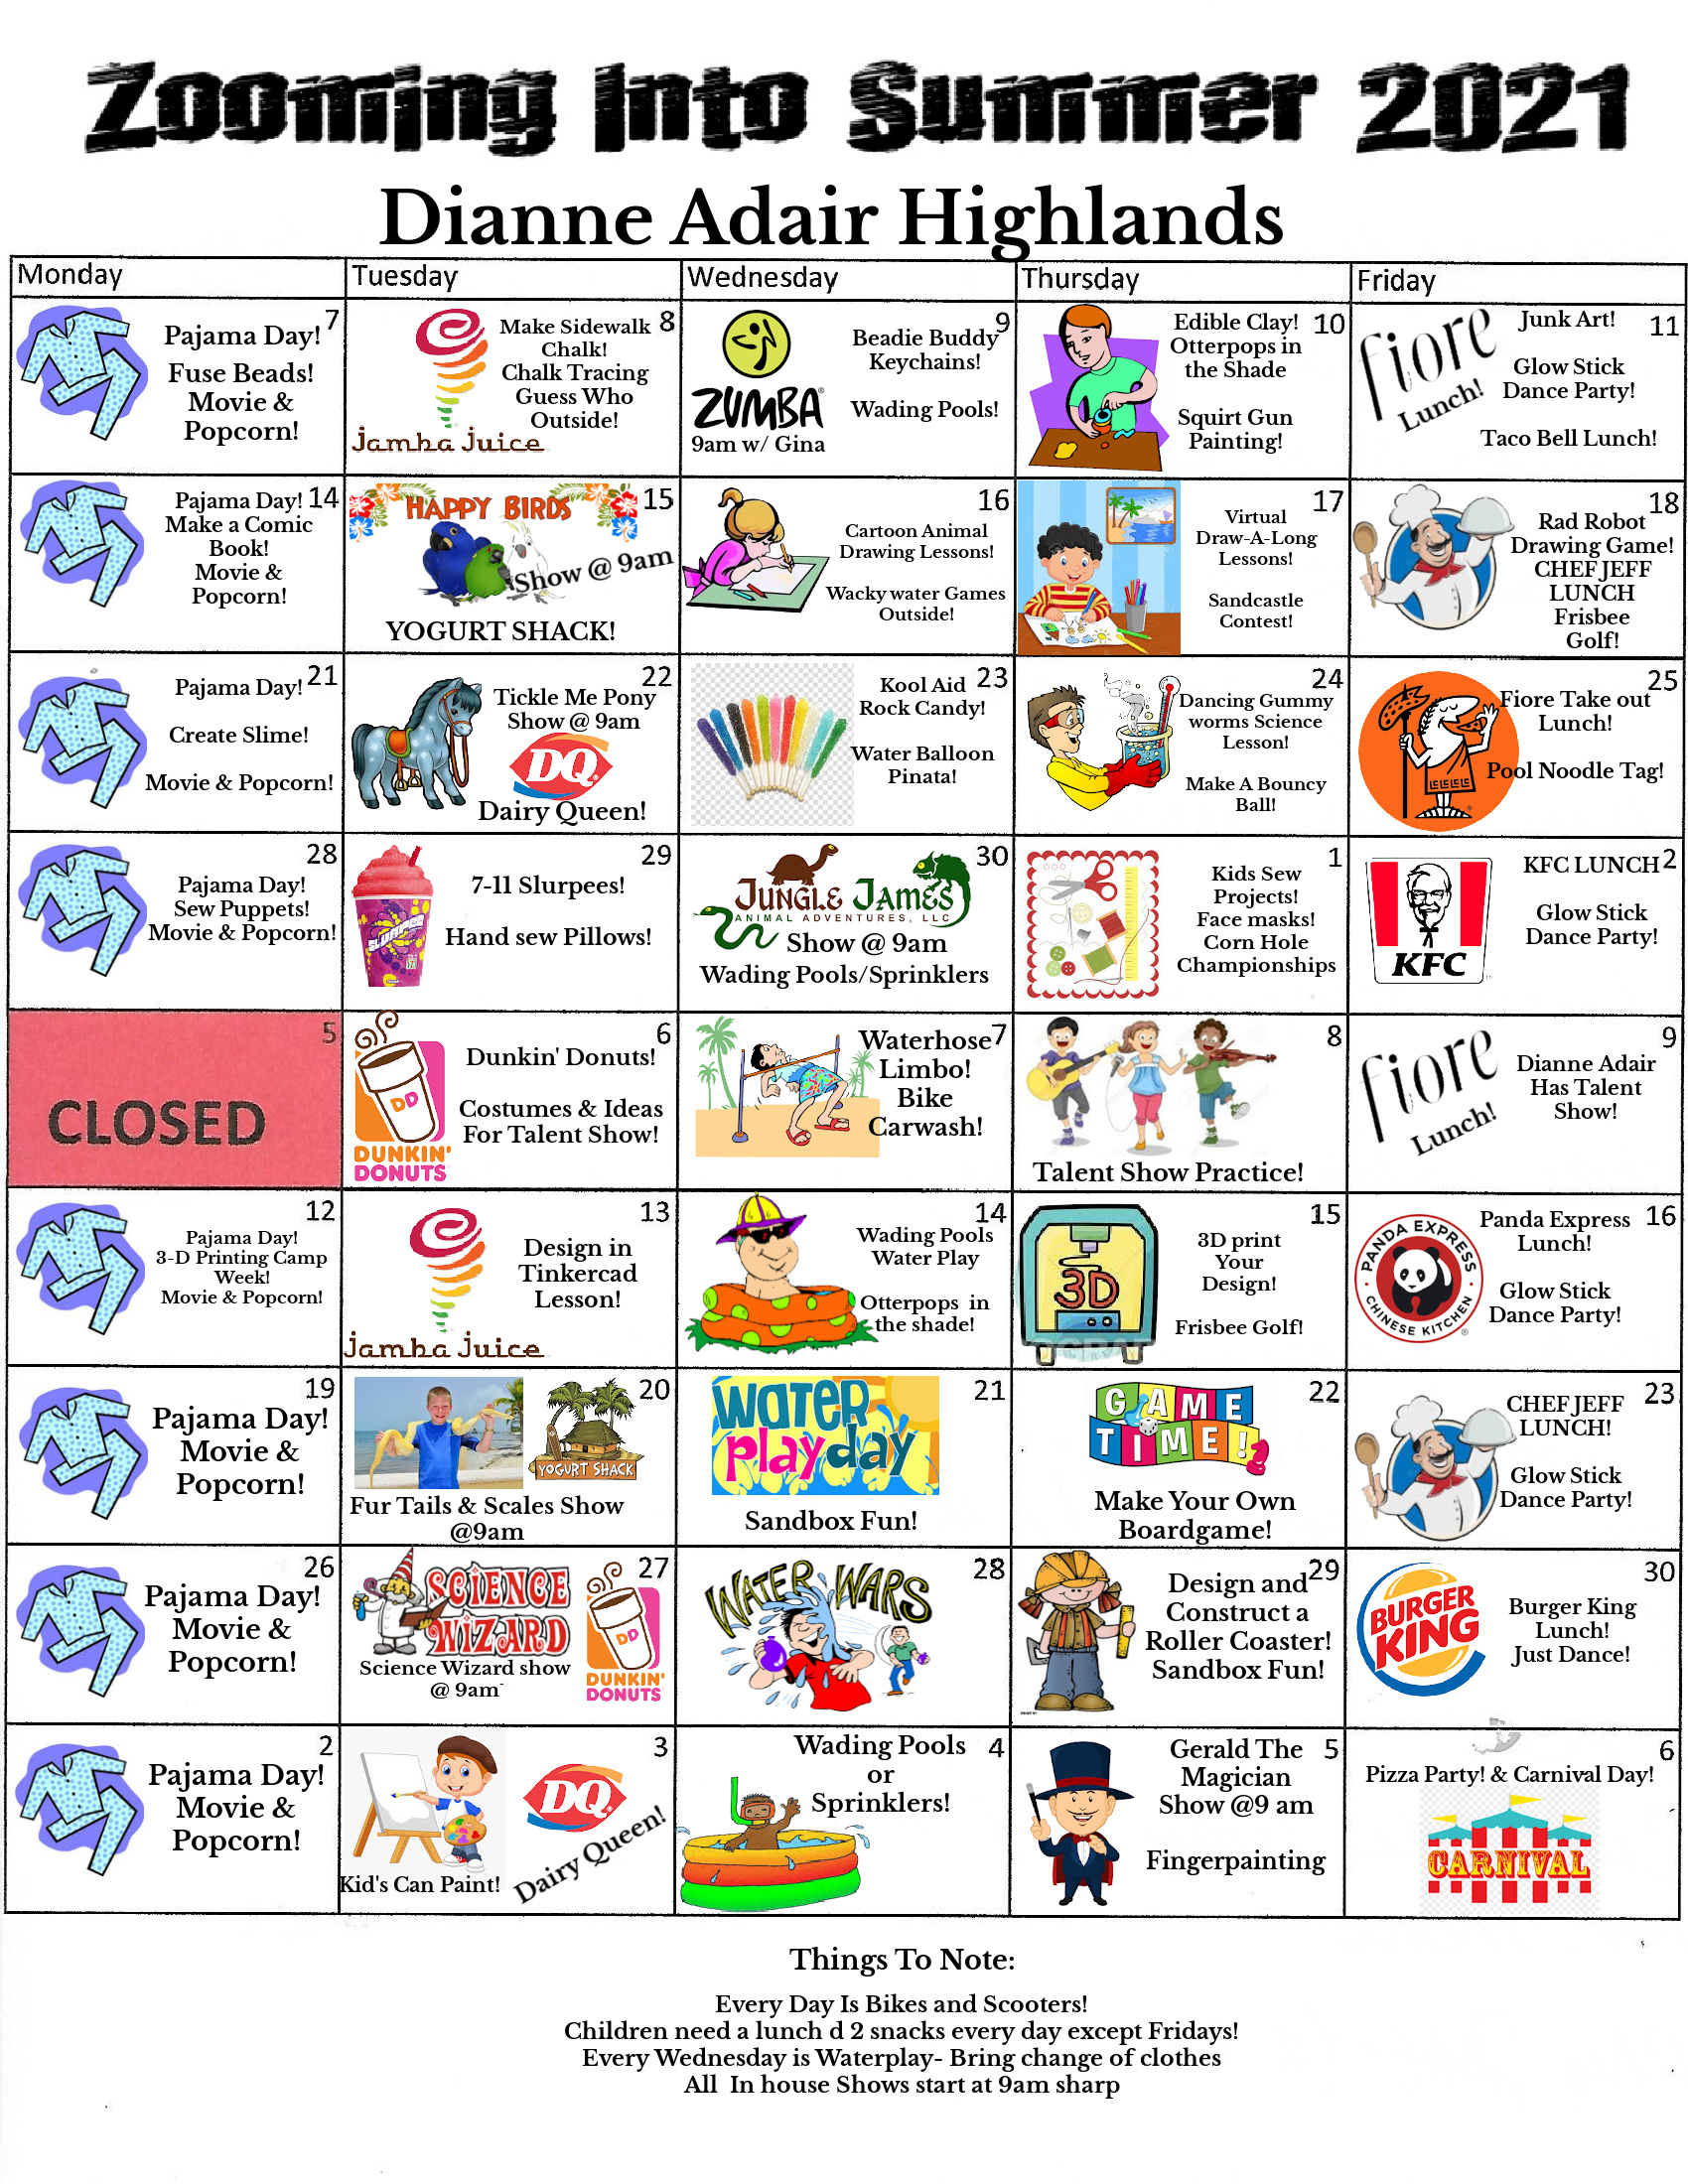 Zooming Into Summer 2021
Dianne Adair Highlands
Monday
Tuesday
Wednesday
Thursday
Friday
7
Pajama Day!
Fuse Beads!
Movie &
Popcorn!
8
Make Sidewalk
Chalk!
Chalk Tracing
Guess Who
Outside!
jamba juice
9
ZUMBA
9am w/ Gina
Beadie Buddy
Keychains!
Wading Pools!
10
Edible Clay!
Otterpops in
the Shade
Squirt Gun
Painting!
11
fiore
Lunch!
Junk Art!
Glow Stick
Dance Party!
Taco Bell Lunch!
14
Pajama Day!
Make a Comic
Book!
Movie &
Popcorn!
15
HAPPY BIRDS
Show @ 9am
YOGURT SHACK!
16
Cartoon Animal
Drawing Lessons!
Wacky water Games
Outside!
17
Virtual
Draw-A-Long
Lessons!
Sandcastle
Contest!
18
Rad Robot
Drawing Game!
CHEF JEFF
LUNCH
Frisbee
Golf!
21
Pajama Day!
Create Slime!
Movie & Popcorn!
22
Tickle Me Pony
Show @ 9am
DQ
Dairy Queen!
23
Kool Aid
Rock Candy!
Water Balloon
Pinata!
24
Dancing Gummy
worms Science
Lesson!
Make A Bouncy
Ball!
25
Fiore Take out
Lunch!
Pool Noodle Tag!
28
Pajama Day!
Sew Puppets!
Movie & Popcorn!
29
SLURPEE
7-11 Slurpees!
Hand sew Pillows!
30
JUNGLE JAMES
ANIMAL ADVENTURES, LLC
Show @ 9am
Wading Pools/Sprinklers
1
Kids Sew
Projects!
Face masks!
Corn Hole
Championships
2
KFC LUNCH
Glow Stick
Dance Party!
KFC
5
CLOSED
6
Dunkin' Donuts!
Costumes & Ideas
For Talent Show!
DD
DUNKIN'
DONUTS
7
Waterhose
Limbo!
Bike
Carwash!
8
Talent Show Practice!
9
fiore
Lunch!
Dianne Adair
Has Talent
Show!
12
Pajama Day!
3-D Printing Camp
Week!
Movie & Popcorn!
13
Design in
Tinkercad
Lesson!
jamba juice
14
Wading Pools
Water Play
Otterpops in
the shade!
15
3D
3D print
Your
Design!
Frisbee Golf!
16
PANDA EXPRESS
CHINESE KITCHEN
Panda Express
Lunch!
Glow Stick
Dance Party!
19
Pajama Day!
Movie &
Popcorn!
20
YOGURT SHACK
Fur Tails & Scales Show
@9am
21
WATER
playday
Sandbox Fun!
22
GAME
TIME!
Make Your Own
Boardgame!
23
CHEF JEFF
LUNCH!
Glow Stick
Dance Party!
26
Pajama Day!
Movie &
Popcorn!
27
SCIENCE
WIZARD
Science Wizard show
@ 9am
DD
DUNKIN'
DONUTS
28
WATER WARS
29
Design and
Construct a
Roller Coaster!
Sandbox Fun!
30
BURGER
KING
Burger King
Lunch!
Just Dance!
2
Pajama Day!
Movie &
Popcorn!
3
Kid's Can Paint!
DQ
Dairy Queen!
4
Wading Pools
or
Sprinklers!
5
Gerald The
Magician
Show @9 am
Fingerpainting
6
Pizza Party! & Carnival Day!
CARNIVAL
Things To Note:
Every Day Is Bikes and Scooters!
Children need a lunch d 2 snacks every day except Fridays!
Every Wednesday is Waterplay- Bring change of clothes
All In house Shows start at 9am sharp